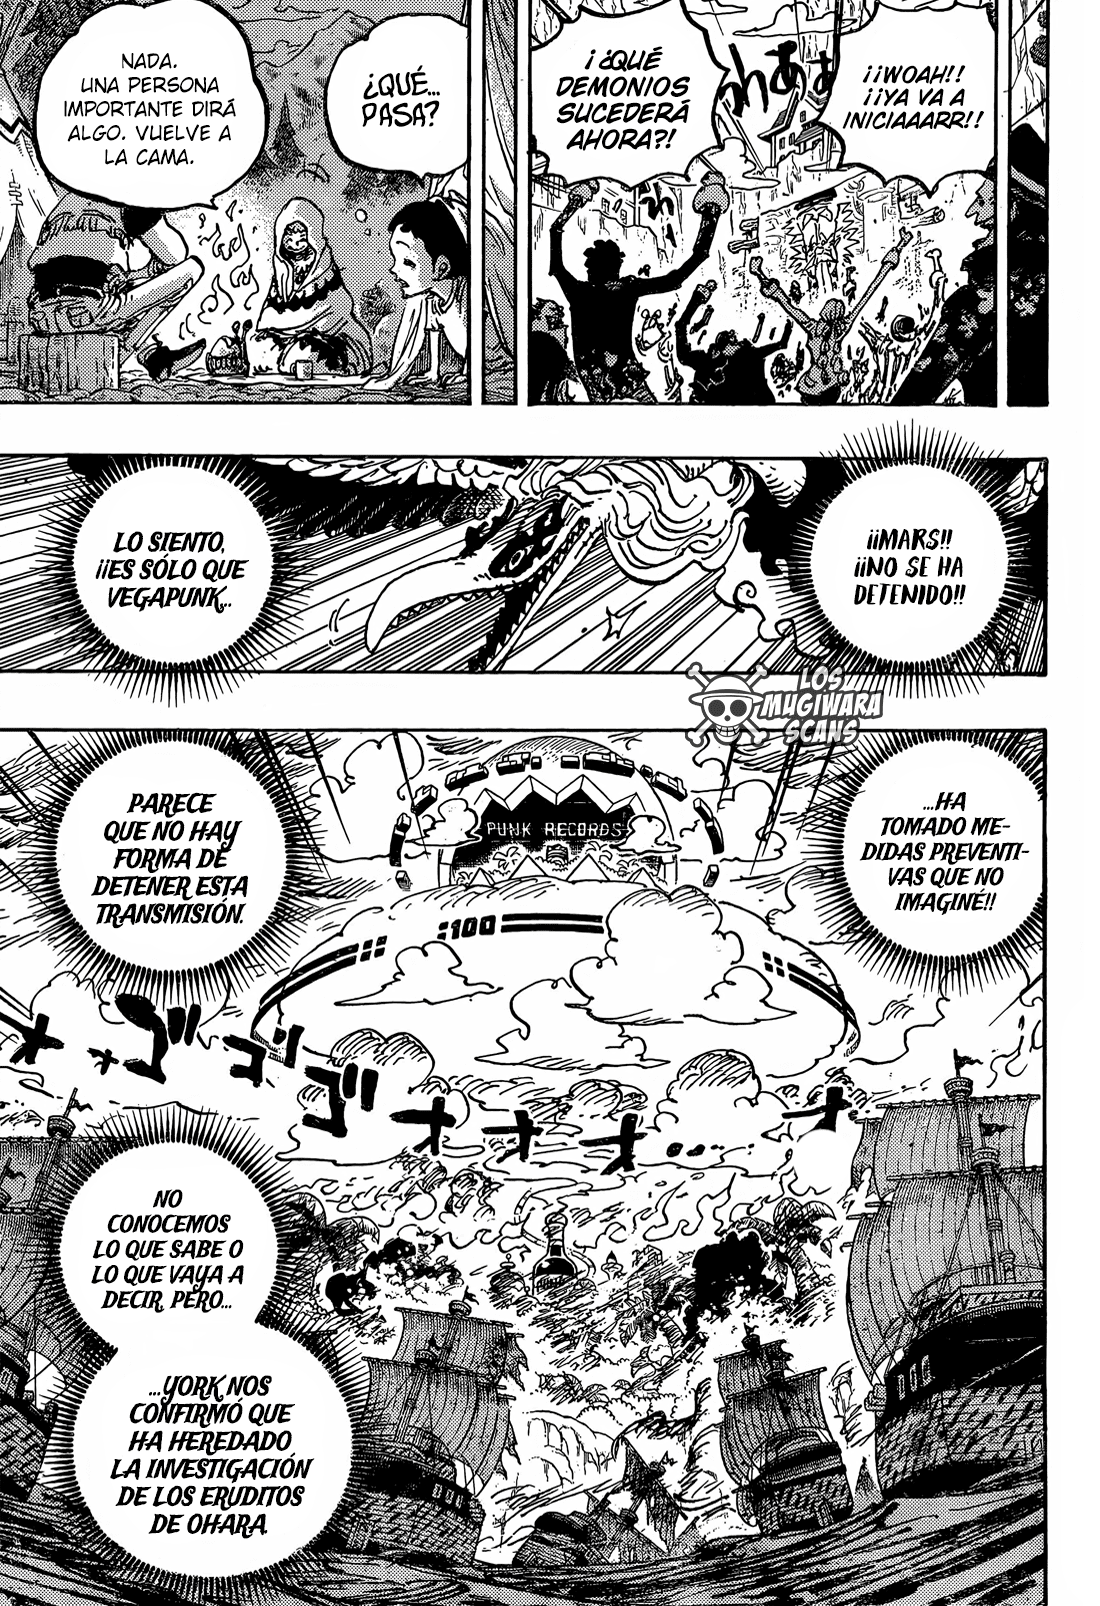 ¡¡WOAH!!
¡¡YA VA A
INICIAAARR!!
¡¿QUÉ
DEMONIOS
SUCEDERÁ
AHORA?!
¿QUÉ...
PASA?
NADA.
UNA PERSONA
IMPORTANTE DIRÁ
ALGO. VUELVE A
LA CAMA.
¡¡MARS!!
¡¡NO SE HA
DETENIDO!!
LO SIENTO,
¡¡ES SÓLO QUE
VEGAPUNK...
LOS
MUGIWARA
SCANS
...HA
TOMADO ME-
DIDAS PREVENTI-
VAS QUE NO
IMAGINÉ!!
PARECE
QUE NO HAY
FORMA DE
DETENER ESTA
TRANSMISIÓN.
PUNK RECORDS
100
ゴゴゴゴ
NO
CONOCEMOS
LO QUE SABE O
LO QUE VAYA A
DECIR, PERO...
...YORK NOS
CONFIRMÓ QUE
HA HEREDADO
LA INVESTIGACIÓN
DE LOS ERUDITOS
DE OHARA.